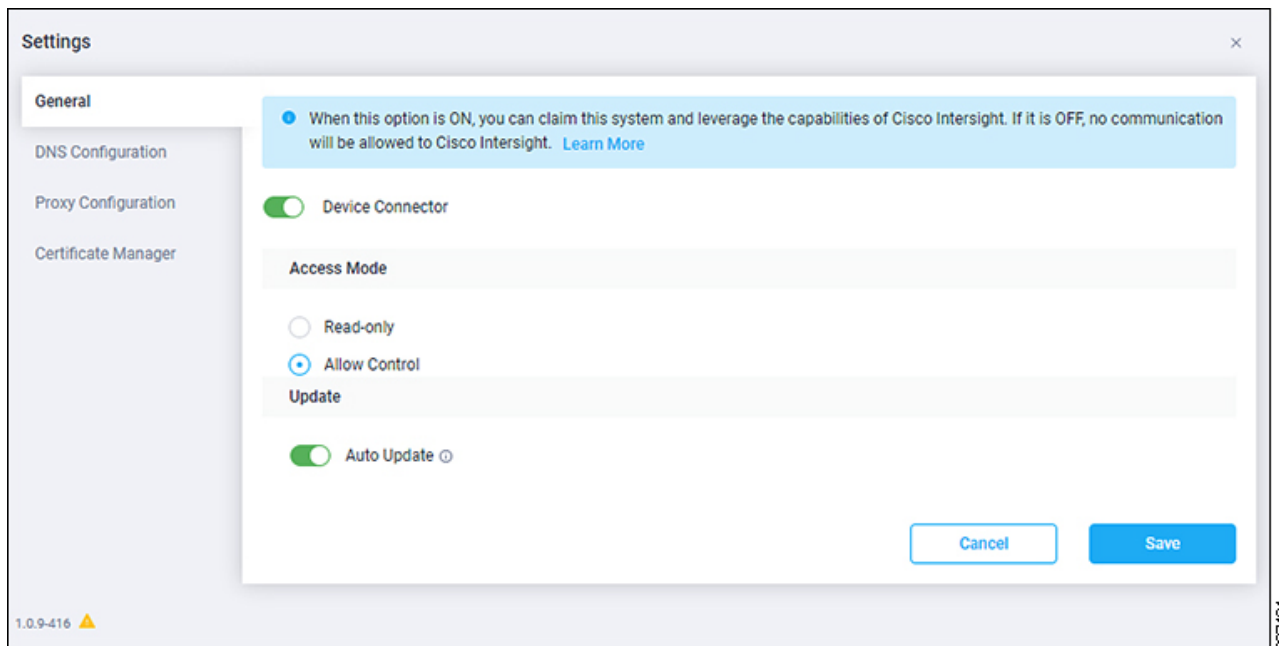 Settings
General
DNS Configuration
Proxy Configuration
Certificate Manager
When this option is ON, you can claim this system and leverage the capabilities of Cisco Intersight. If it is OFF, no communication
will be allowed to Cisco Intersight. Learn More
Device Connector
Access Mode
Read-only
Allow Control
Update
Auto Update
Cancel
Save
1.0.9-416